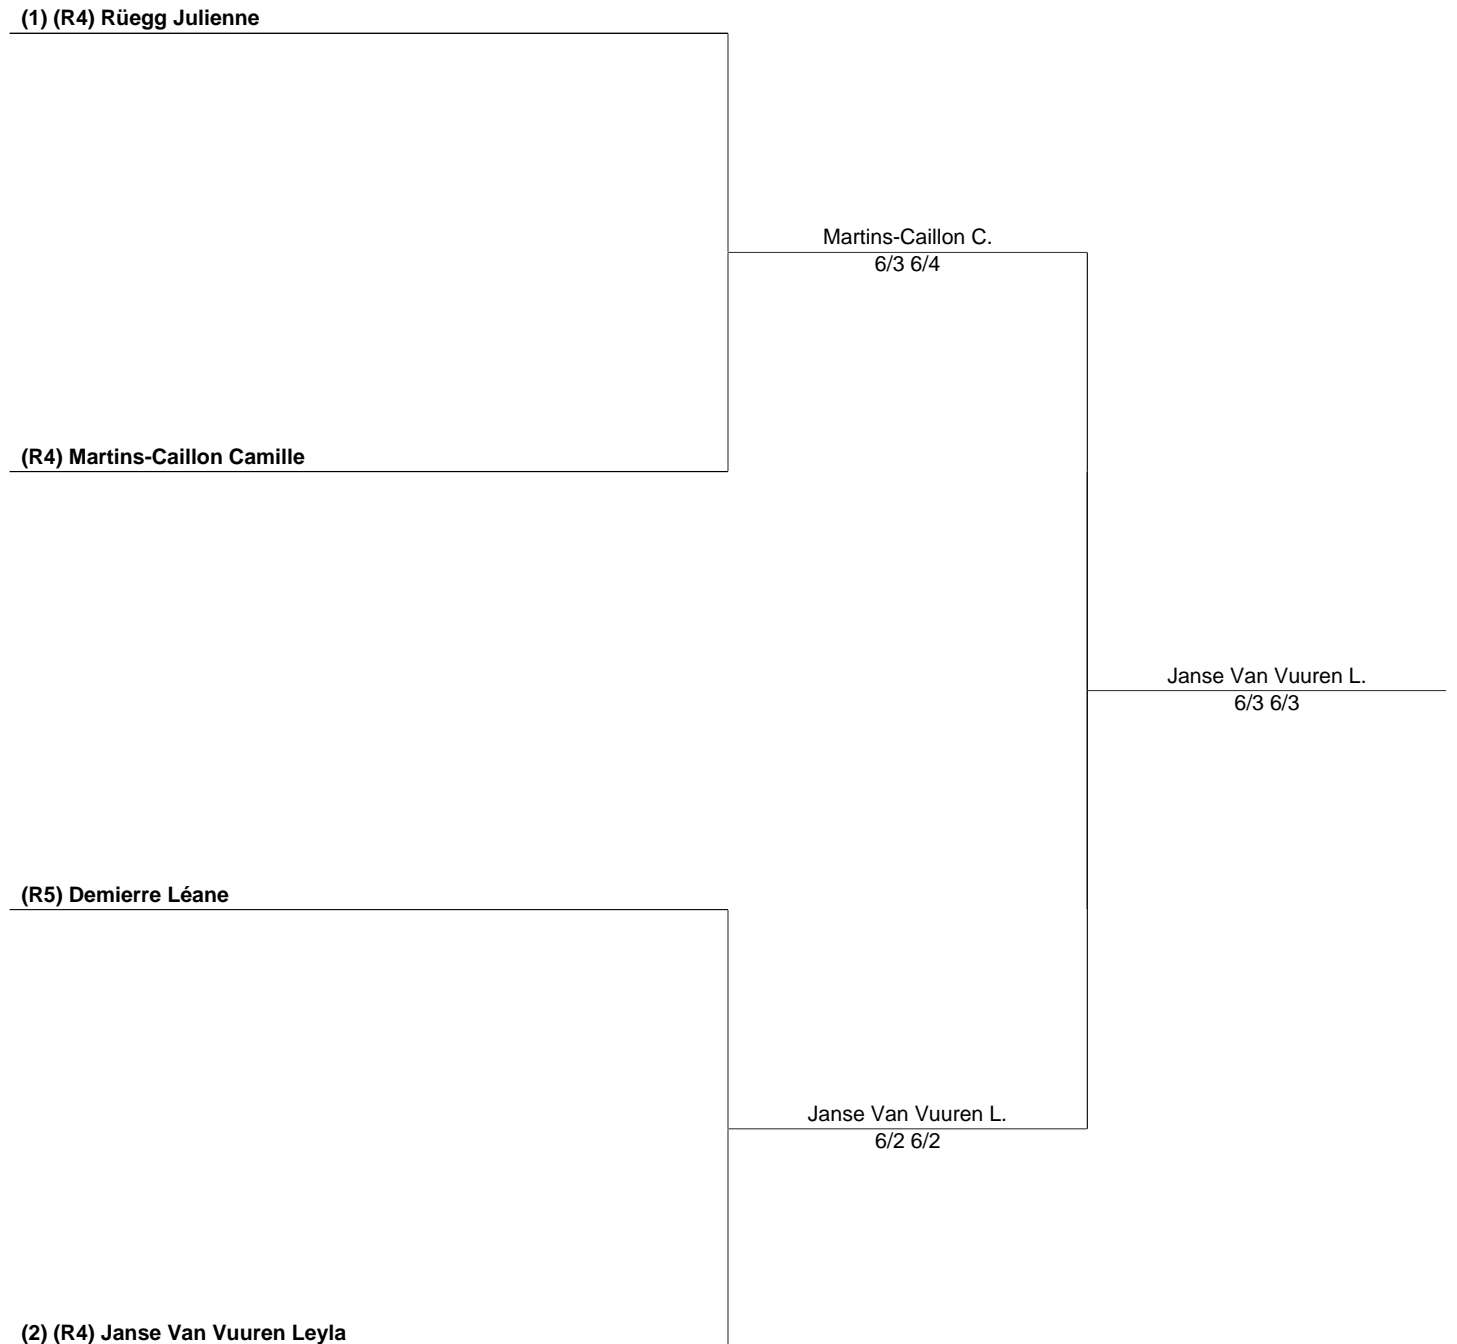 (1) (R4) Rüegg Julienne
Martins-Caillon C.
6/3 6/4
(R4) Martins-Caillon Camille
Janse Van Vuuren L.
6/3 6/3
(R5) Demierre Léane
Janse Van Vuuren L.
6/2 6/2
(2) (R4) Janse Van Vuuren Leyla